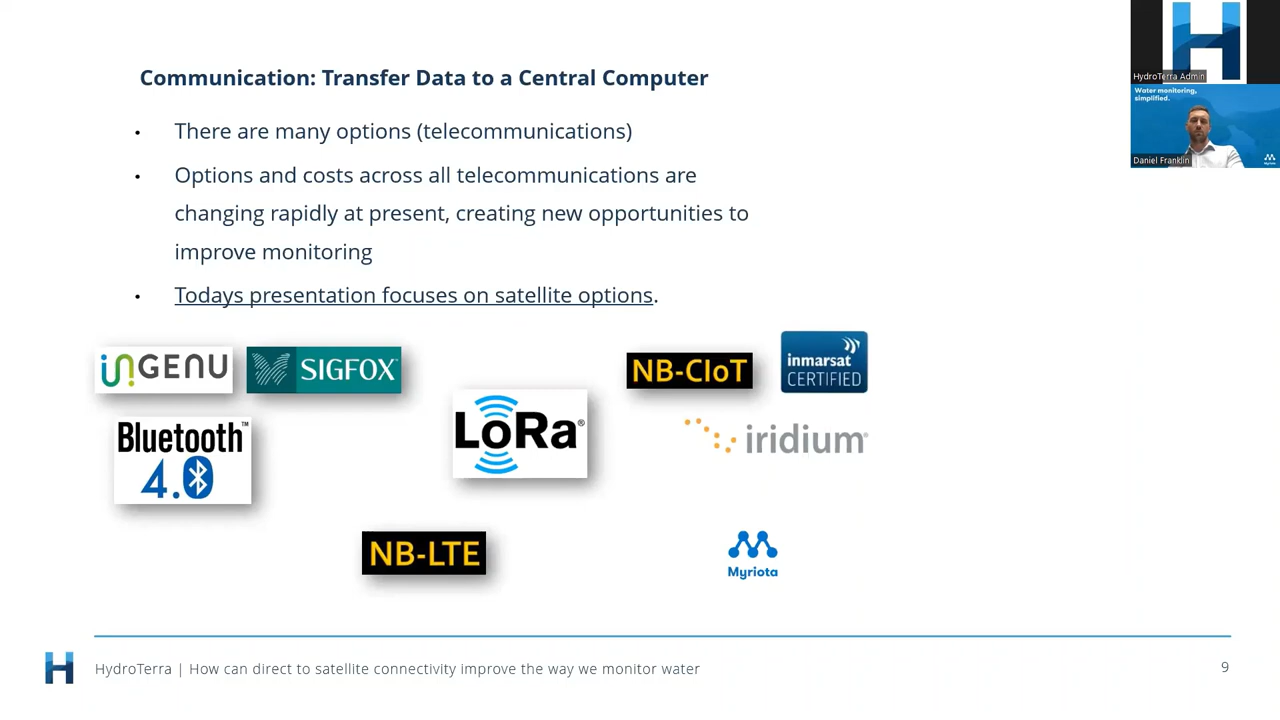 Communication: Transfer Data to a Central Computer
• There are many options (telecommunications)
• Options and costs across all telecommunications are
changing rapidly at present, creating new opportunities to
improve monitoring
• Todays presentation focuses on satellite options.
inGENU
SIGFOX
NB-CIoT
inmarsat
CERTIFIED
Bluetooth™
4.0
LoRa®
iridium
NB-LTE
Myriota
HydroTerra | How can direct to satellite connectivity improve the way we monitor water
9
HydroTerra Admin
Water monitoring,
simplified.
Daniel Franklin
Myriota